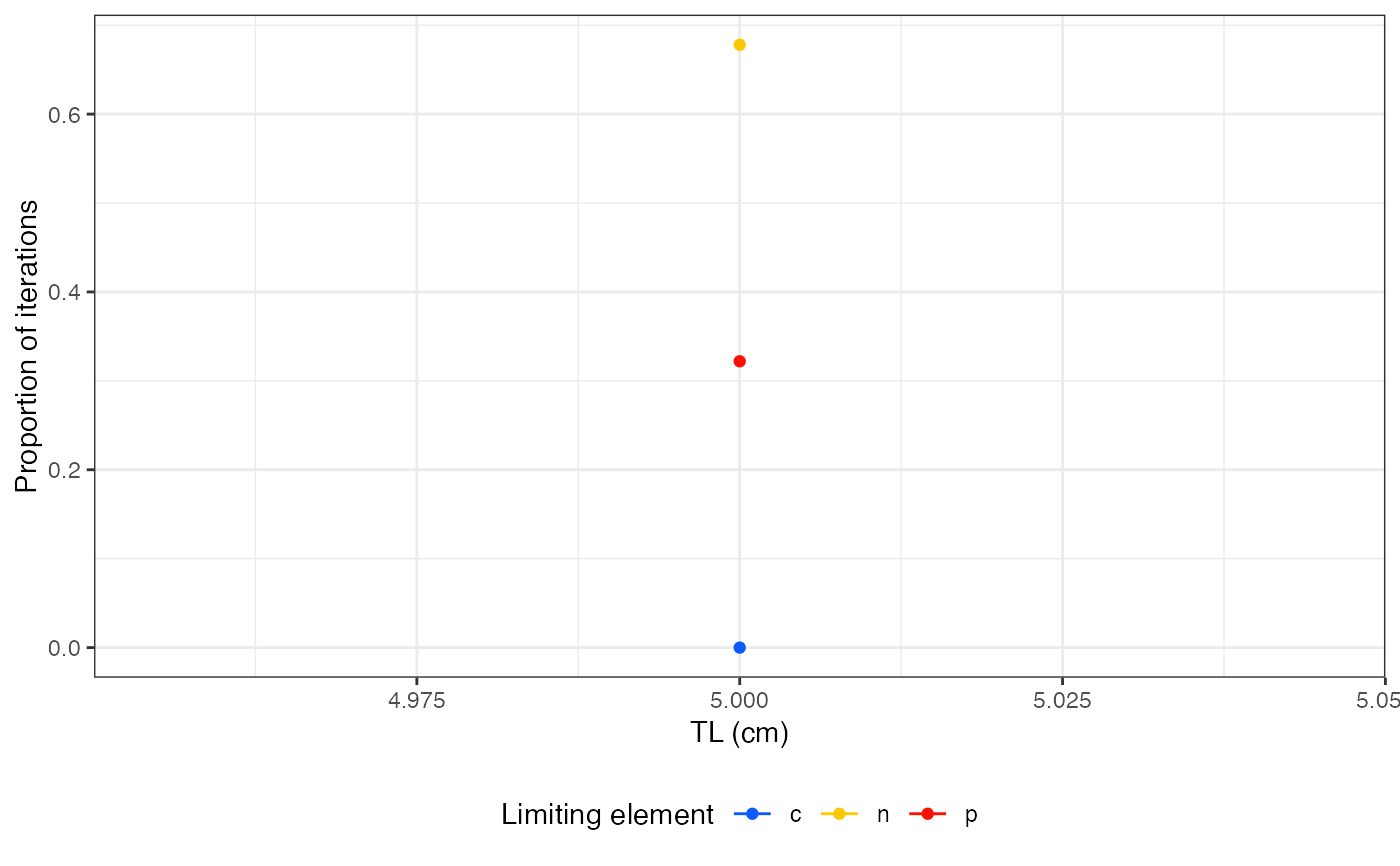 Proportion of iterations
0.6
0.4
0.2
0.0
4.975 5.000 5.025 5.05
TL (cm)
Limiting element c n p